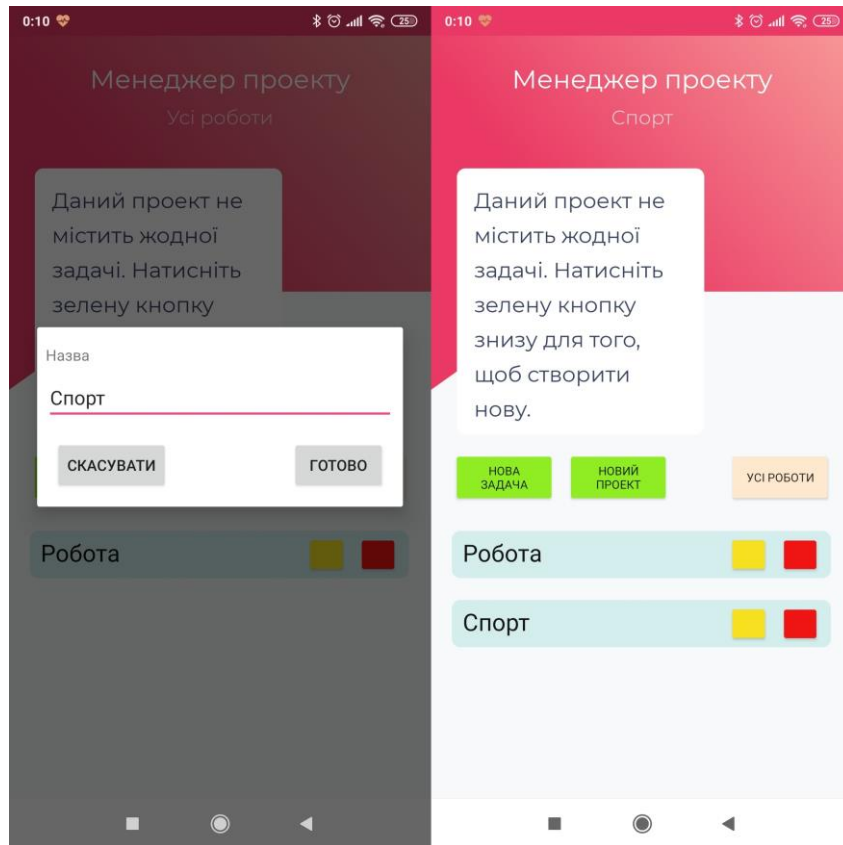 0:10
25
Менеджер проекту
Усі роботи
Даний проект не
містить жодної
задачі. Натисніть
зелену кнопку
Назва
Спорт
СКАСУВАТИ
ГОТОВО
Робота
0:10
25
Менеджер проекту
Спорт
Даний проект не
містить жодної
задачі. Натисніть
зелену кнопку
знизу для того,
щоб створити
нову.
НОВА
ЗАДАЧА
НОВИЙ
ПРОЕКТ
УСІ РОБОТИ
Робота
Спорт